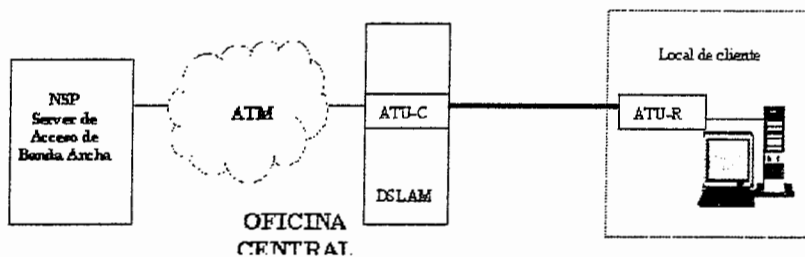 NSP
Server de
Acceso de
Banda Ancha
ATM
ATU-C
DSLAM
OFICINA
CENTRAL
Local de cliente
ATU-R